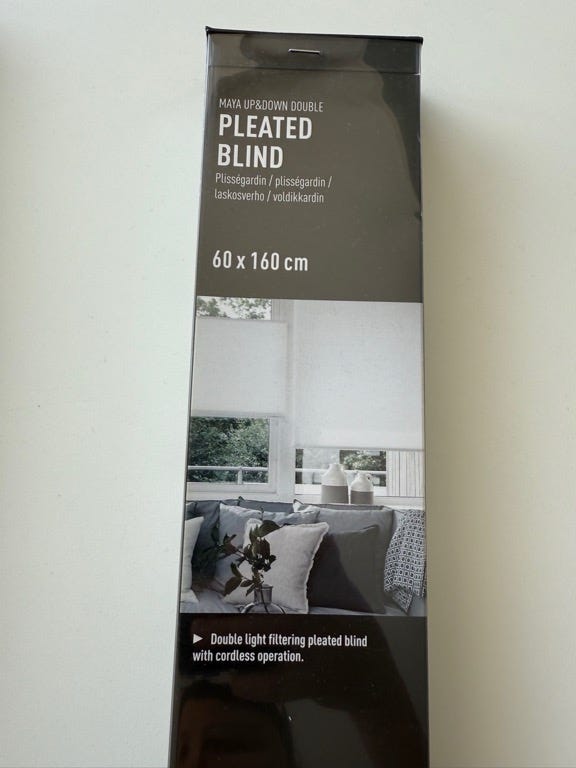 MAYA UP&DOWN DOUBLE
PLEATED
BLIND
Plisségardin / plisségardin /
laskosverho / voldikkardin
60 x 160 cm
► Double light filtering pleated blind
with cordless operation.